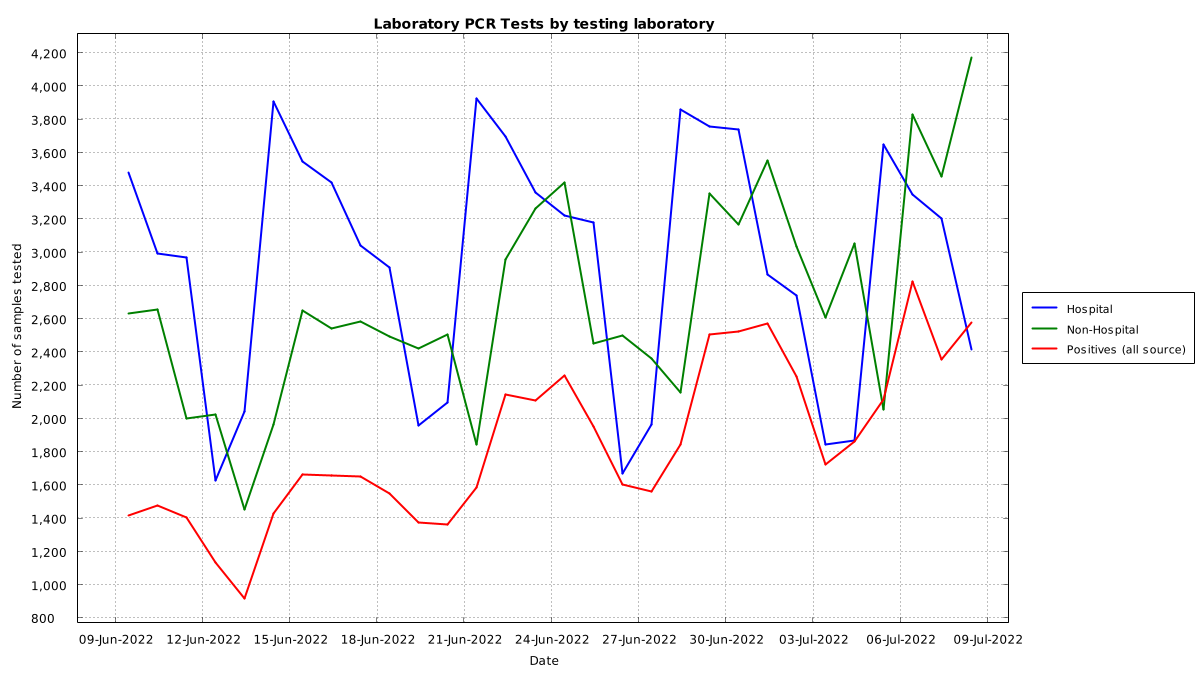 Laboratory PCR Tests by testing laboratory
4,200
4,000
3,800
3,600
3,400
3,200
3,000
2,800
2,600
2,400
2,200
2,000
1,800
1,600
1,400
1,200
1,000
800
Number of samples tested
09-Jun-2022 12-Jun-2022 15-Jun-2022 18-Jun-2022 21-Jun-2022 24-Jun-2022 27-Jun-2022 30-Jun-2022 03-Jul-2022 06-Jul-2022 09-Jul-2022
Date
Hospital
Non-Hospital
Positives (all source)